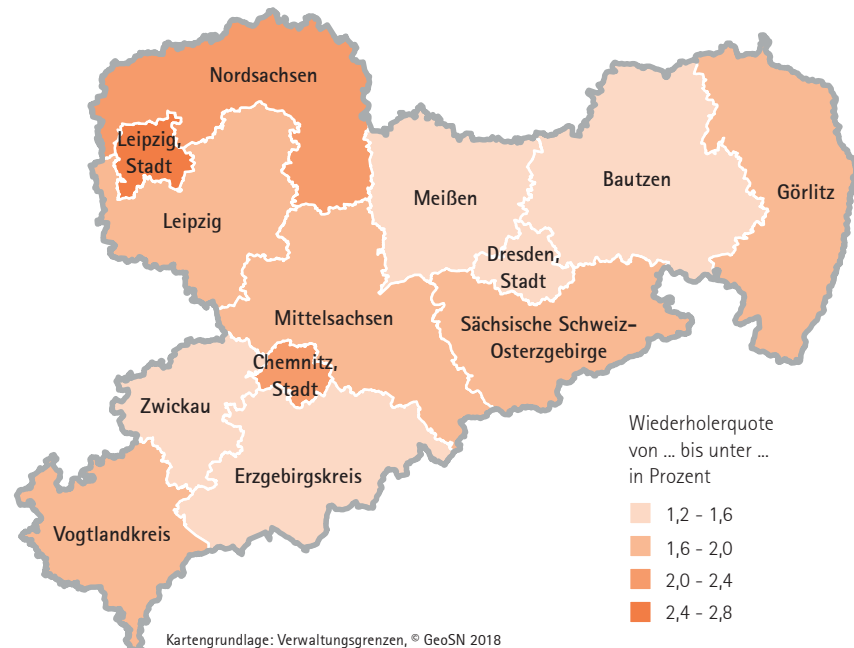 Nordsachsen
Leipzig,
Stadt
Leipzig
Meißen
Bautzen
Görlitz
Dresden,
Stadt
Mittelsachsen
Sächsische Schweiz-
Osterzgebirge
Chemnitz,
Stadt
Zwickau
Erzgebirgskreis
Vogtlandkreis
Wiederholerquote
von ... bis unter ...
in Prozent
1,2 - 1,6
1,6 - 2,0
2,0 - 2,4
2,4 - 2,8
Kartengrundlage: Verwaltungsgrenzen, © GeoSN 2018